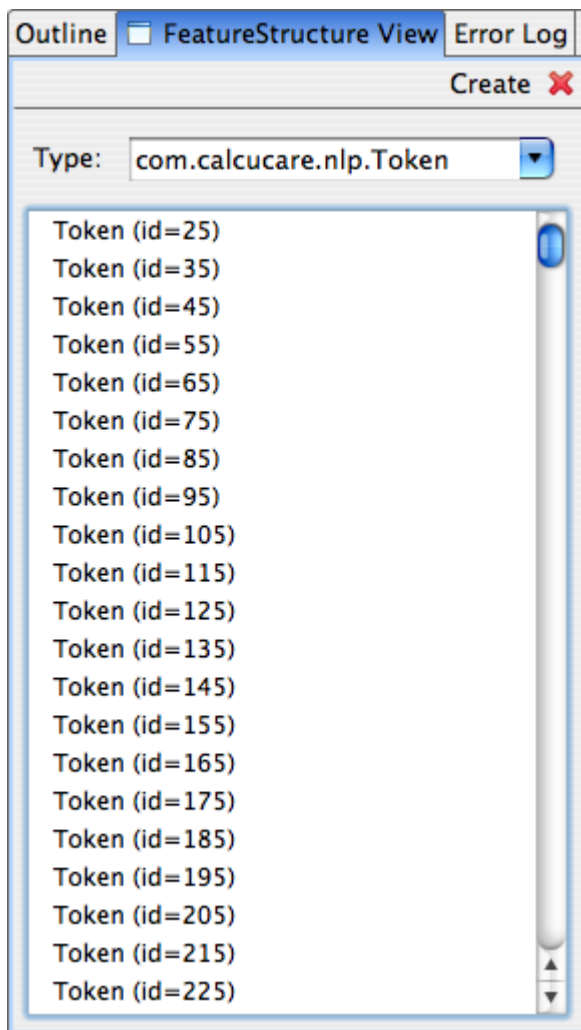 Outline FeatureStructure View Error Log
Create
Type: com.calcucare.nlp.Token
Token (id=25)
Token (id=35)
Token (id=45)
Token (id=55)
Token (id=65)
Token (id=75)
Token (id=85)
Token (id=95)
Token (id=105)
Token (id=115)
Token (id=125)
Token (id=135)
Token (id=145)
Token (id=155)
Token (id=165)
Token (id=175)
Token (id=185)
Token (id=195)
Token (id=205)
Token (id=215)
Token (id=225)